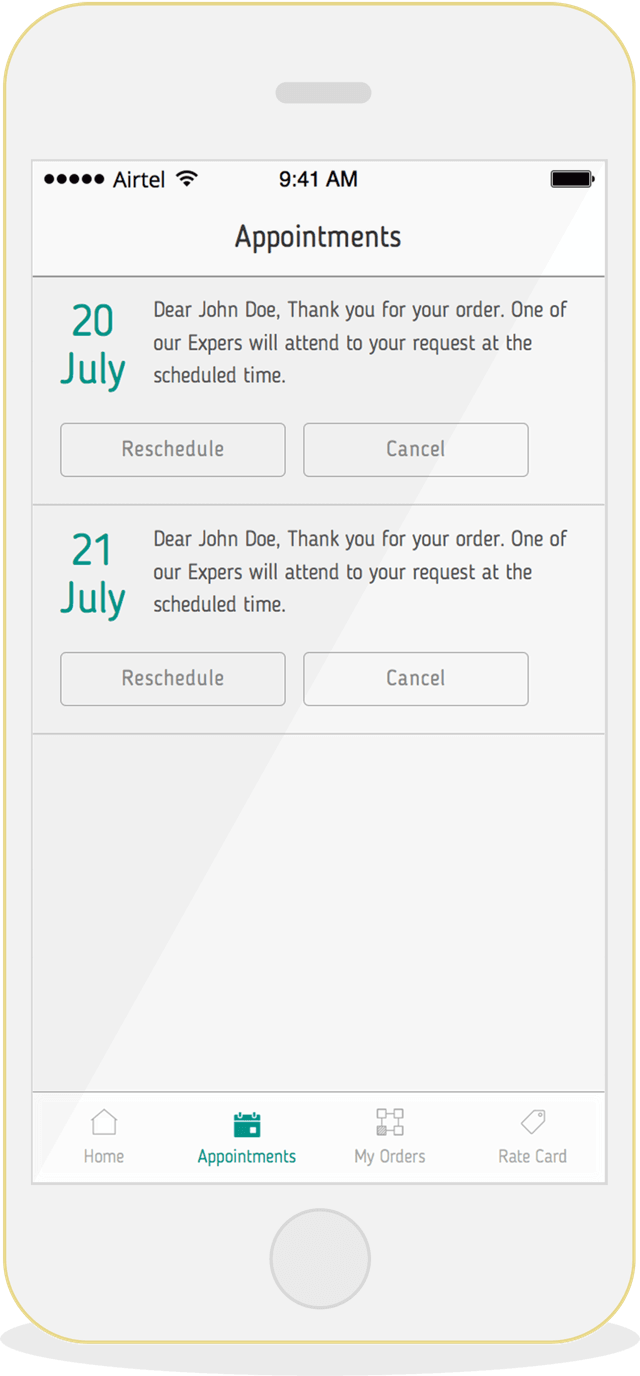 Airtel 9:41 AM
Appointments
20
July
Dear John Doe, Thank you for your order. One of
our Expers will attend to your request at the
scheduled time.
Reschedule Cancel
21
July
Dear John Doe, Thank you for your order. One of
our Expers will attend to your request at the
scheduled time.
Reschedule Cancel
Home Appointments My Orders Rate Card